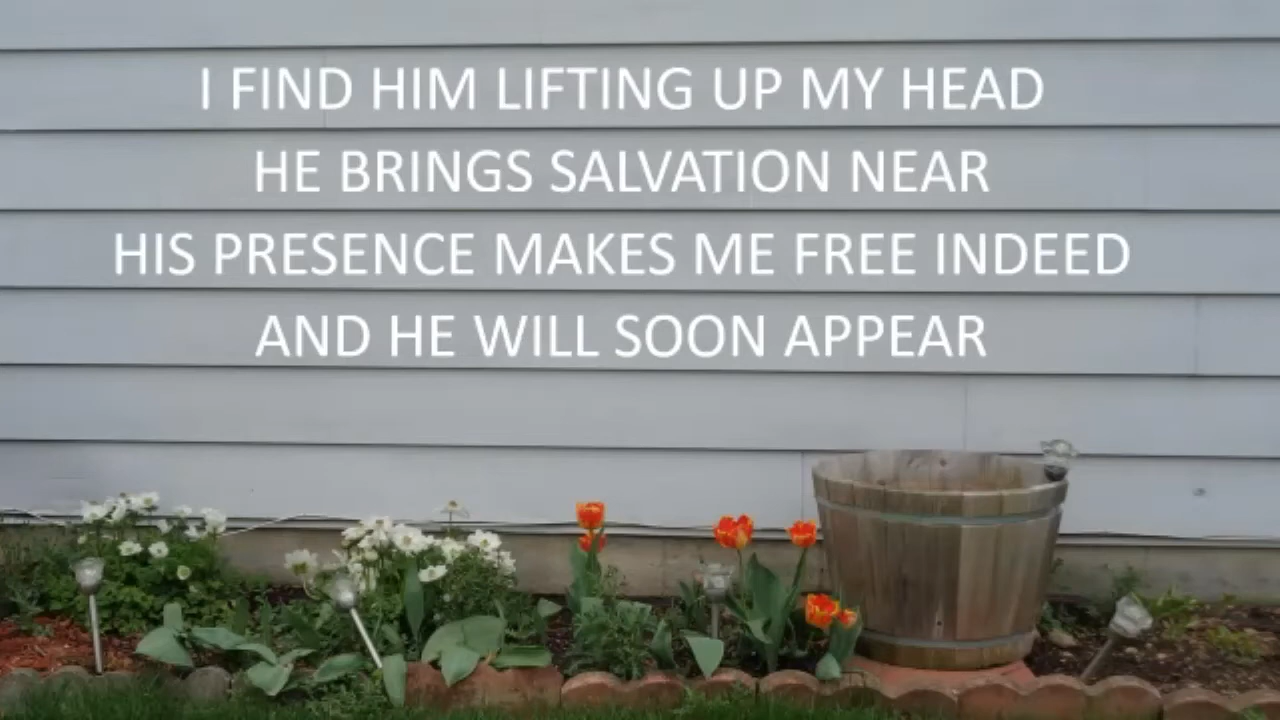 I FIND HIM LIFTING UP MY HEAD
HE BRINGS SALVATION NEAR
HIS PRESENCE MAKES ME FREE INDEED
AND HE WILL SOON APPEAR